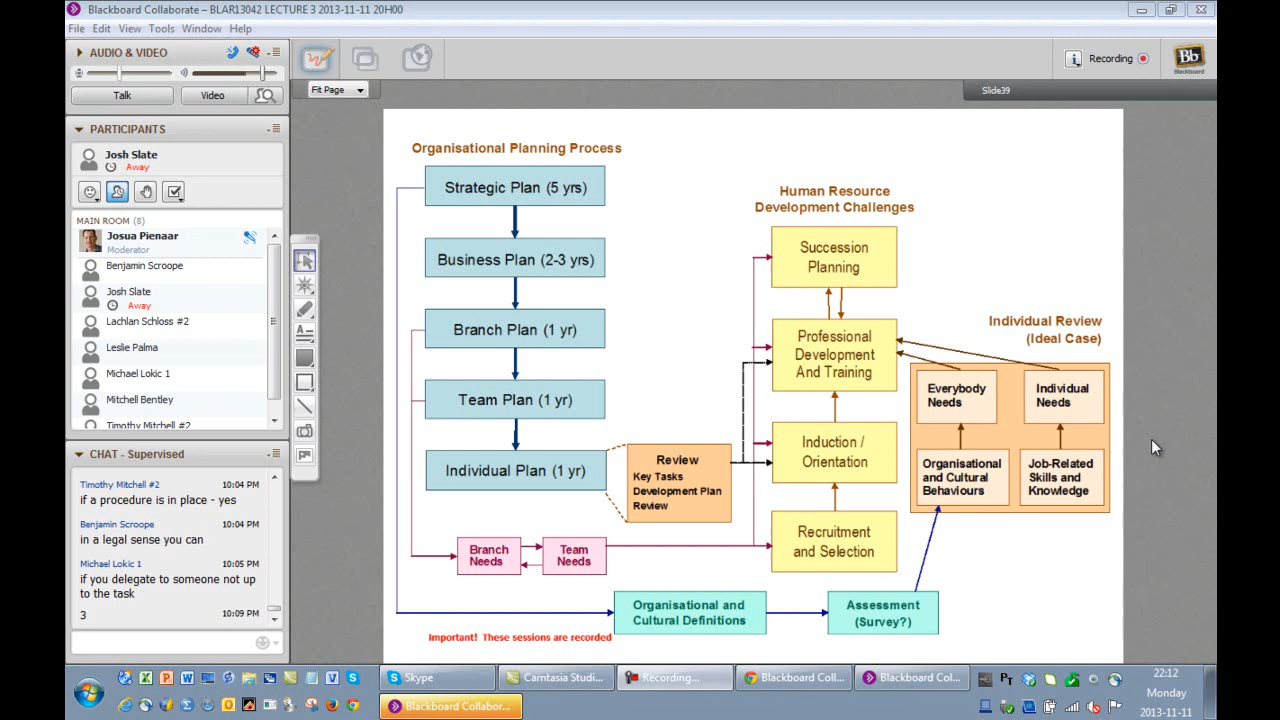 Blackboard Collaborate – BLAR13042 LECTURE 3 2013-11-11 20H00
File Edit View Tools Window Help
AUDIO & VIDEO
Talk
Video
PARTICIPANTS
Josh Slate
Away
MAIN ROOM (8)
Josua Pienaar
Moderator
Benjamin Scroope
Josh Slate
Away
Lachlan Schloss #2
Leslie Palma
Michael Lokic 1
Mitchell Bentley
Timothy Mitchell #2
CHAT - Supervised
Timothy Mitchell #2 10:04 PM
if a procedure is in place - yes
Benjamin Scroope 10:04 PM
in a legal sense you can
Michael Lokic 1 10:05 PM
if you delegate to someone not up
to the task
3 10:09 PM
Recording
Bb
Blackboard
Fit Page
Slide39
Organisational Planning Process
Strategic Plan (5 yrs)
Business Plan (2-3 yrs)
Branch Plan (1 yr)
Team Plan (1 yr)
Individual Plan (1 yr)
Review
Key Tasks
Development Plan
Review
Branch
Needs
Team
Needs
Human Resource
Development Challenges
Succession
Planning
Professional
Development
And Training
Induction /
Orientation
Recruitment
and Selection
Individual Review
(Ideal Case)
Everybody
Needs
Individual
Needs
Organisational
and Cultural
Behaviours
Job-Related
Skills and
Knowledge
Organisational and
Cultural Definitions
Assessment
(Survey?)
Important! These sessions are recorded
Skype
Camtasia Studi...
Recording...
Blackboard Coll...
Blackboard Col...
Blackboard Collabor...
22:12
Monday
2013-11-11